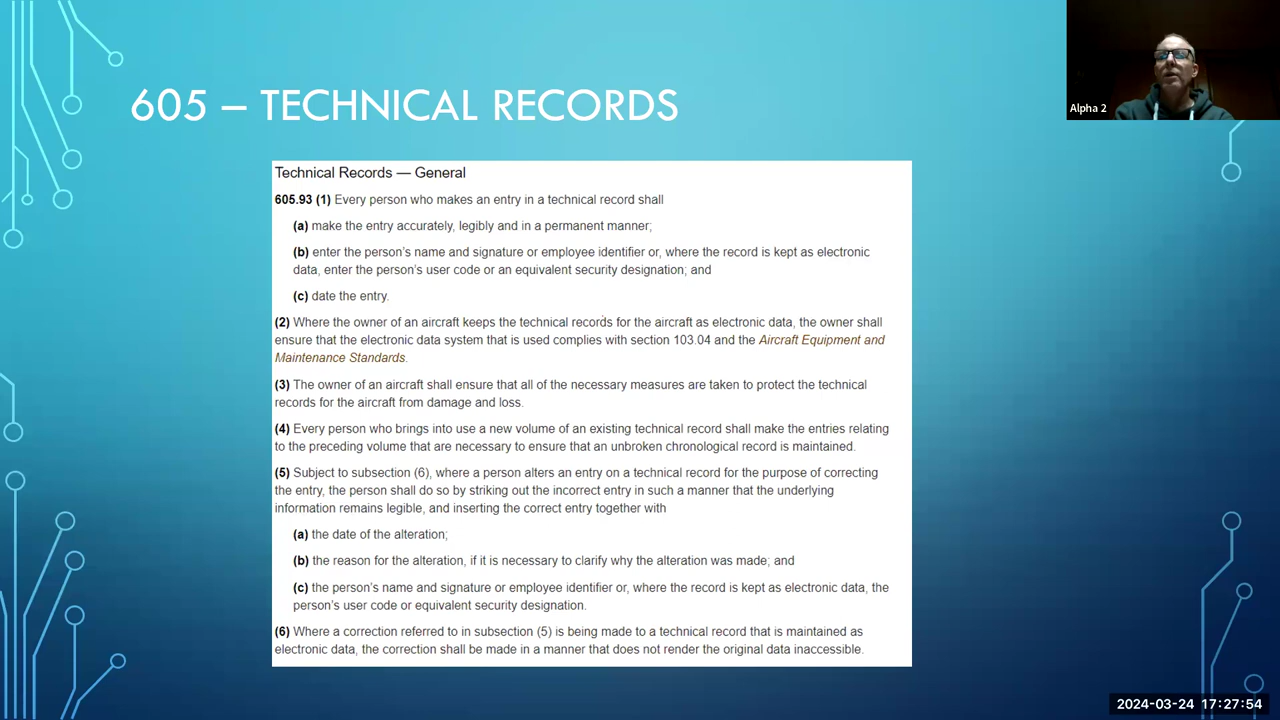 605 – TECHNICAL RECORDS
Alpha 2
Technical Records — General
605.93 (1) Every person who makes an entry in a technical record shall
(a) make the entry accurately, legibly and in a permanent manner;
(b) enter the person's name and signature or employee identifier or, where the record is kept as electronic
data, enter the person's user code or an equivalent security designation; and
(c) date the entry.
(2) Where the owner of an aircraft keeps the technical records for the aircraft as electronic data, the owner shall
ensure that the electronic data system that is used complies with section 103.04 and the Aircraft Equipment and
Maintenance Standards.
(3) The owner of an aircraft shall ensure that all of the necessary measures are taken to protect the technical
records for the aircraft from damage and loss.
(4) Every person who brings into use a new volume of an existing technical record shall make the entries relating
to the preceding volume that are necessary to ensure that an unbroken chronological record is maintained.
(5) Subject to subsection (6), where a person alters an entry on a technical record for the purpose of correcting
the entry, the person shall do so by striking out the incorrect entry in such a manner that the underlying
information remains legible, and inserting the correct entry together with
(a) the date of the alteration;
(b) the reason for the alteration, if it is necessary to clarify why the alteration was made; and
(c) the person's name and signature or employee identifier or, where the record is kept as electronic data, the
person's user code or equivalent security designation.
(6) Where a correction referred to in subsection (5) is being made to a technical record that is maintained as
electronic data, the correction shall be made in a manner that does not render the original data inaccessible.
2024-03-24 17:27:54